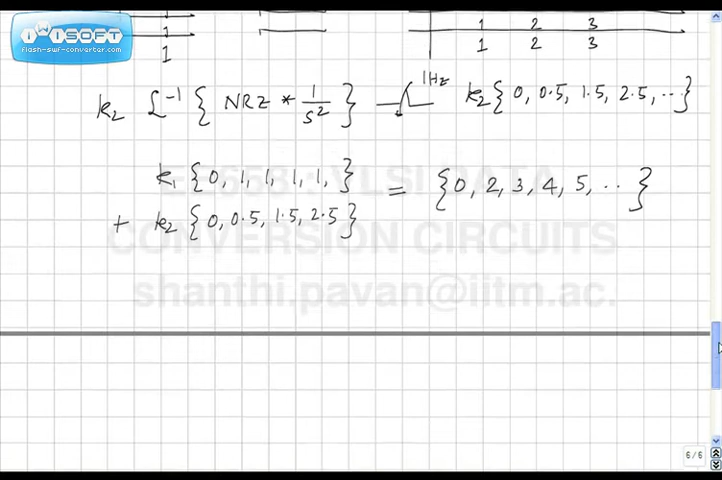 iWiSOFT
flash-swf-converter.com
1 1 2 3
1 1 2 3
k₂ ℒ⁻¹ { NRZ * 1/s² } 1Hz k₂ { 0, 0.5, 1.5, 2.5, ... }
k₁ { 0, 1, 1, 1, 1, } = { 0, 2, 3, 4, 5, .. }
+ k₂ { 0, 0.5, 1.5, 2.5 }
VLSI DATA
CONVERSION CIRCUITS
shanthi.pavan@iitm.ac.
6/6